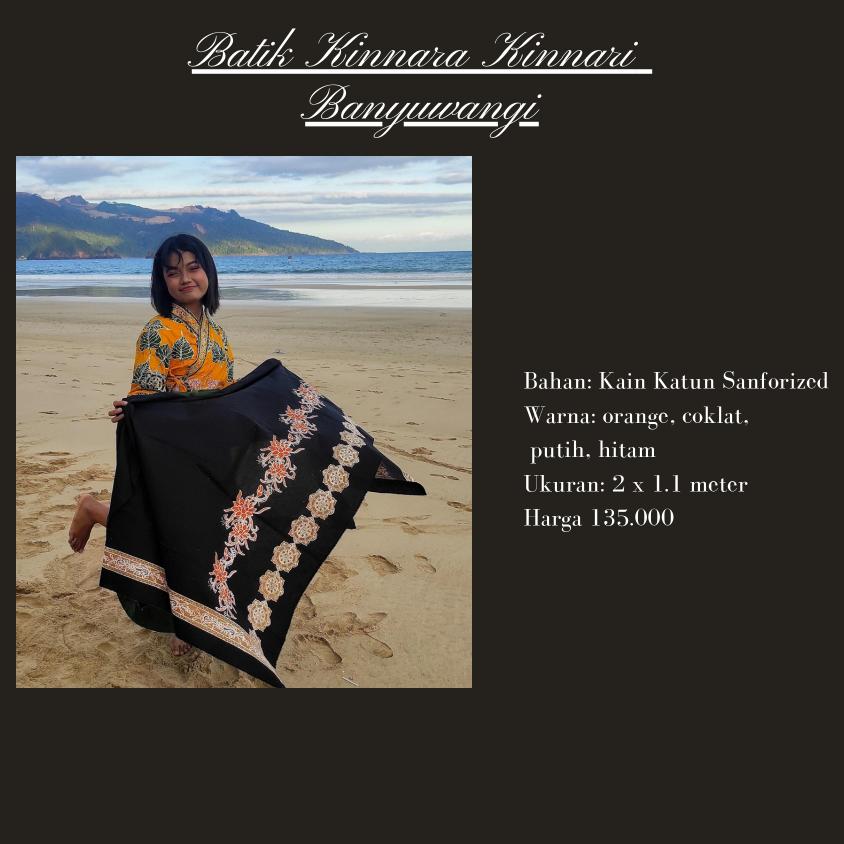 Batik Kinnara Kinnari
Banyuwangi
Bahan: Kain Katun Sanforized
Warna: orange, coklat,
putih, hitam
Ukuran: 2 x 1.1 meter
Harga 135.000